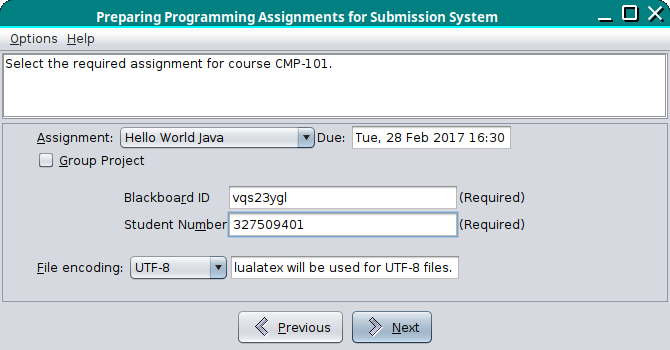 Preparing Programming Assignments for Submission System
Options Help
Select the required assignment for course CMP-101.
Assignment: Hello World Java Due: Tue, 28 Feb 2017 16:30
Group Project
Blackboard ID vqs23ygl (Required)
Student Number 327509401 (Required)
File encoding: UTF-8 lualatex will be used for UTF-8 files.
Previous Next